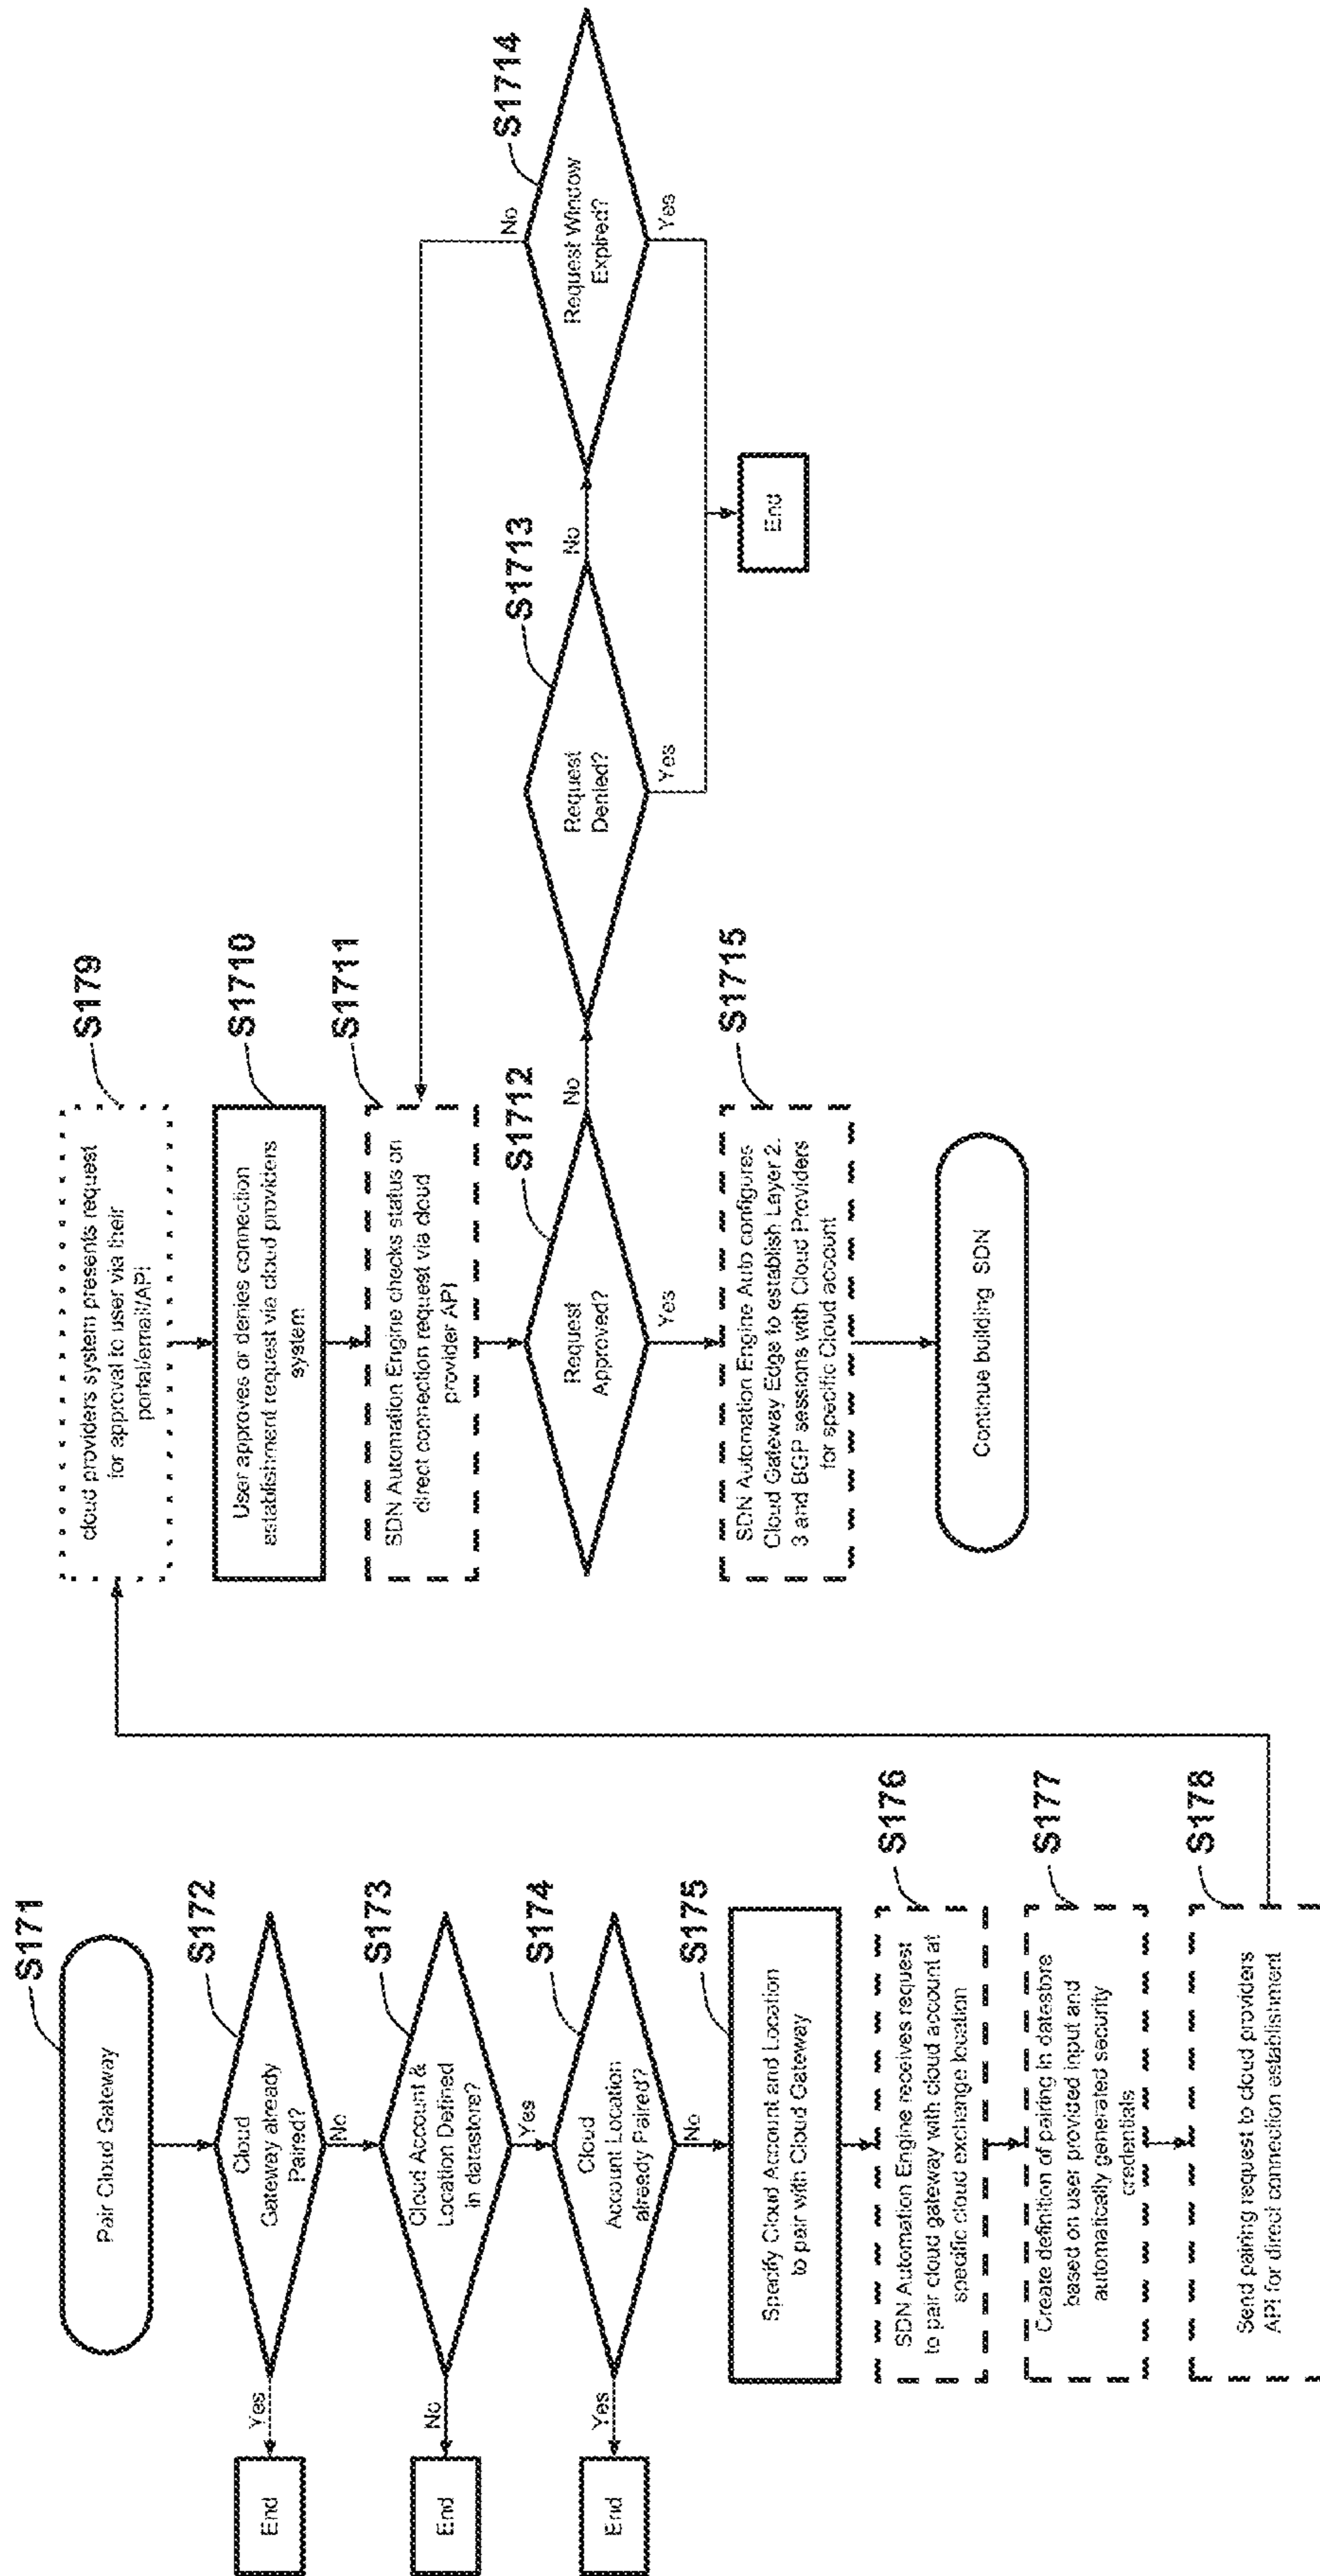 S171
Pair Cloud Gateway
S172
Cloud
Gateway already
Paired?
Yes
End
No
S173
Cloud Account &
Location Defined
in datastore?
No
End
Yes
S174
Cloud
Account Location
already Paired?
Yes
End
No
S175
Specify Cloud Account and Location
to pair with Cloud Gateway
S176
SDN Automation Engine receives request
to pair cloud gateway with cloud account at
specific cloud exchange location
S177
Create definition of pairing in datestore
based on user provided input and
automatically generated security
credentials
S178
Send pairing request to cloud providers
API for direct connection establishment
S179
cloud providers system presents request
for approval to user via their
portal/email/API
S1710
User approves or denies connection
establishment request via cloud providers
system
S1711
SDN Automation Engine checks status on
direct connection request via cloud
provider API
S1712
Request
Approved?
No
Yes
S1713
Request
Denied?
No
Yes
S1714
Request Window
Expired?
No
Yes
End
S1715
SDN Automation Engine Auto configures
Cloud Gateway Edge to establish Layer 2,
3 and BGP sessions with Cloud Providers
for specific Cloud account
Continue building SDN